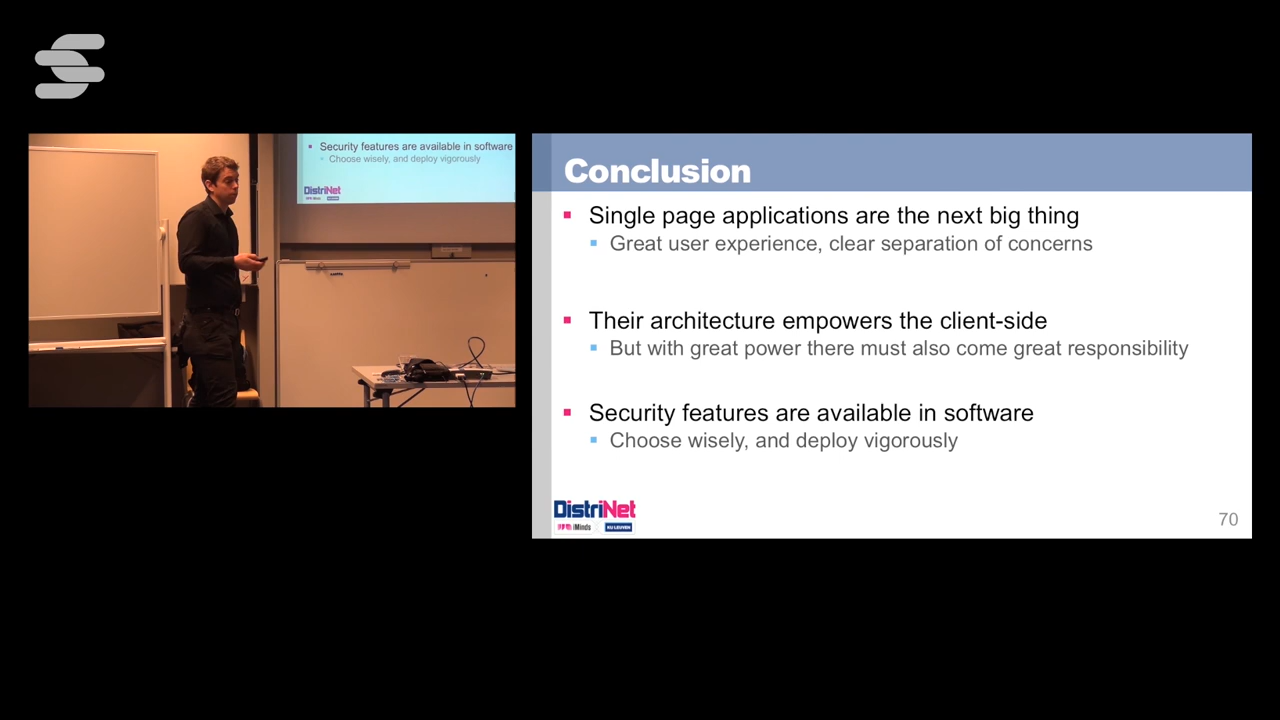 Security features are available in software
Choose wisely, and deploy vigorously
DistriNet
Conclusion
Single page applications are the next big thing
Great user experience, clear separation of concerns
Their architecture empowers the client-side
But with great power there must also come great responsibility
Security features are available in software
Choose wisely, and deploy vigorously
DistriNet
iMinds KU LEUVEN
70